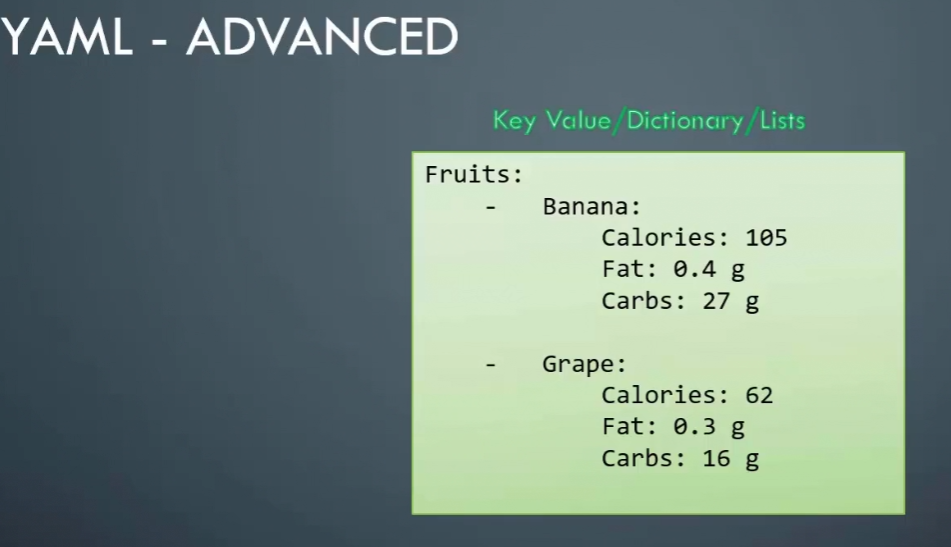 YAML - ADVANCED
Key Value/Dictionary/Lists
Fruits:
- Banana:
Calories: 105
Fat: 0.4 g
Carbs: 27 g
- Grape:
Calories: 62
Fat: 0.3 g
Carbs: 16 g